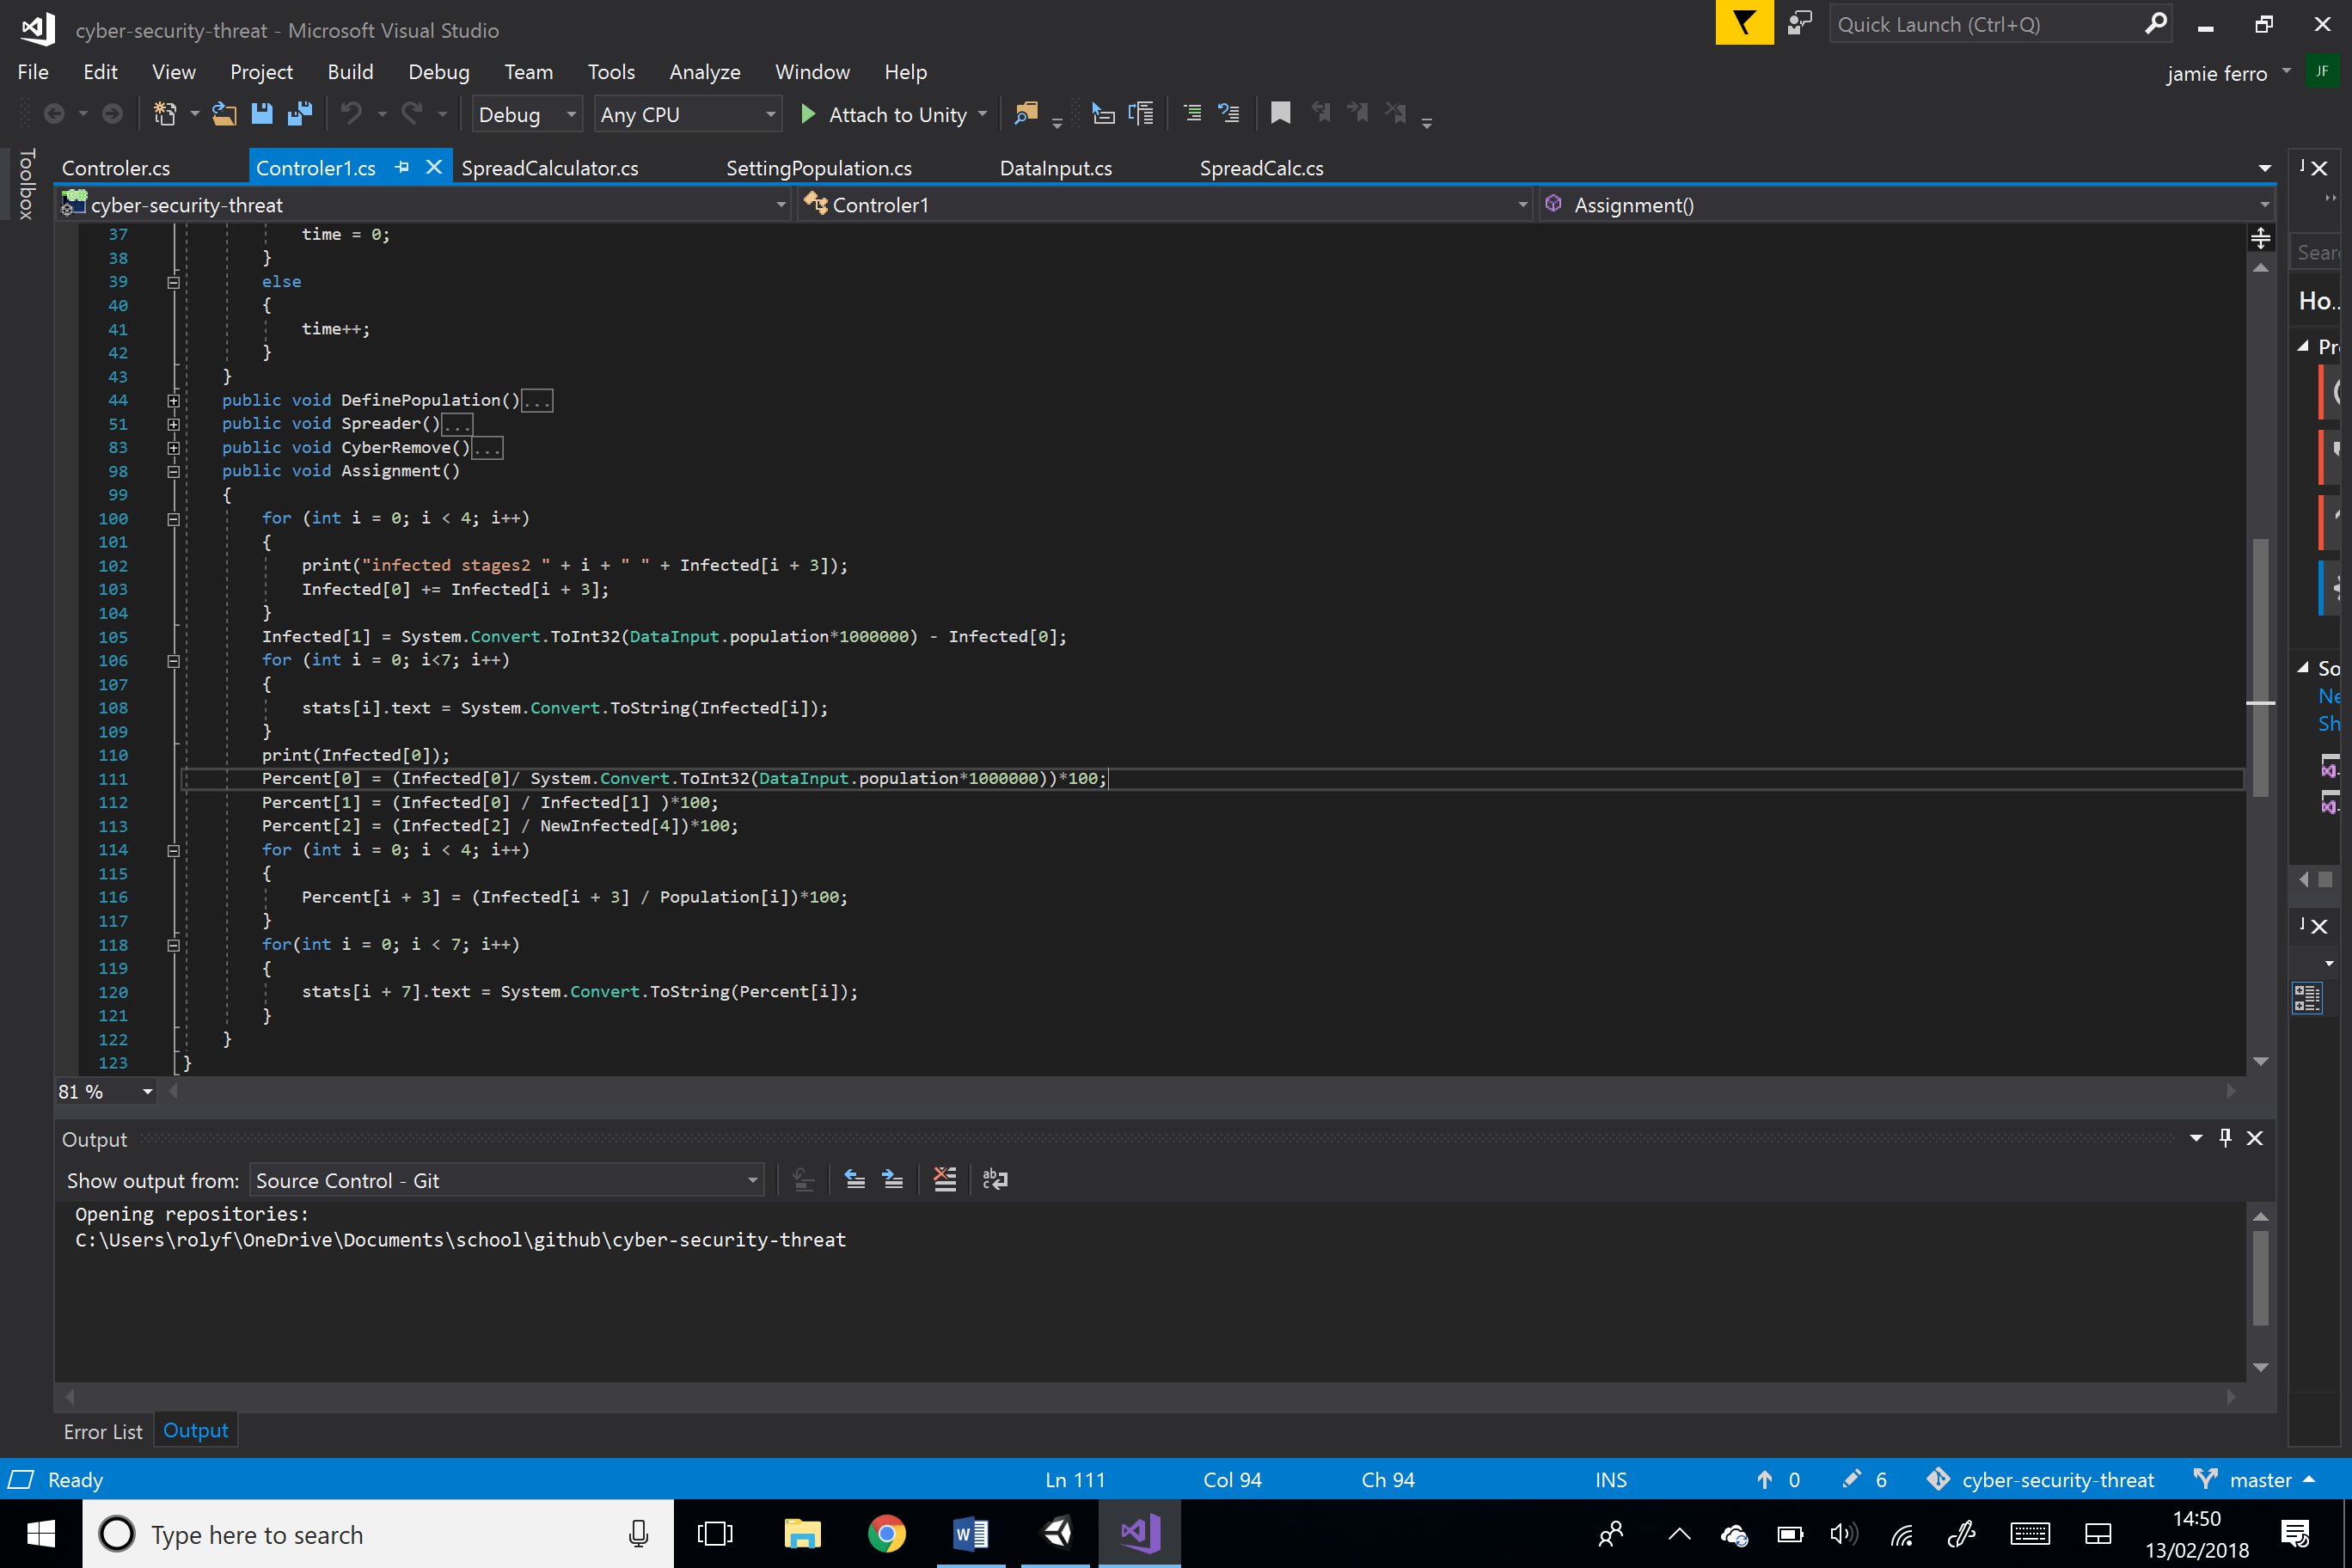 cyber-security-threat - Microsoft Visual Studio
Quick Launch (Ctrl+Q)
File Edit View Project Build Debug Team Tools Analyze Window Help
jamie ferro JF
Debug Any CPU Attach to Unity
Toolbox
Controler.cs Controler1.cs SpreadCalculator.cs SettingPopulation.cs DataInput.cs SpreadCalc.cs
cyber-security-threat Controler1 Assignment()
37 time = 0;
38 }
39 else
40 {
41 time++;
42 }
43 }
44 public void DefinePopulation()...
51 public void Spreader()...
83 public void CyberRemove()...
98 public void Assignment()
99 {
100 for (int i = 0; i < 4; i++)
101 {
102 print("infected stages2 " + i + " " + Infected[i + 3]);
103 Infected[0] += Infected[i + 3];
104 }
105 Infected[1] = System.Convert.ToInt32(DataInput.population*1000000) - Infected[0];
106 for (int i = 0; i<7; i++)
107 {
108 stats[i].text = System.Convert.ToString(Infected[i]);
109 }
110 print(Infected[0]);
111 Percent[0] = (Infected[0]/ System.Convert.ToInt32(DataInput.population*1000000))*100;
112 Percent[1] = (Infected[0] / Infected[1] )*100;
113 Percent[2] = (Infected[2] / NewInfected[4])*100;
114 for (int i = 0; i < 4; i++)
115 {
116 Percent[i + 3] = (Infected[i + 3] / Population[i])*100;
117 }
118 for(int i = 0; i < 7; i++)
119 {
120 stats[i + 7].text = System.Convert.ToString(Percent[i]);
121 }
122 }
123 }
81 %
Sear
Ho..
Pr
So
Ne
Sh
Output
Show output from: Source Control - Git
Opening repositories:
C:\Users\rolyf\OneDrive\Documents\school\github\cyber-security-threat
Error List Output
Ready Ln 111 Col 94 Ch 94 INS 0 6 cyber-security-threat master
Type here to search
14:50
13/02/2018